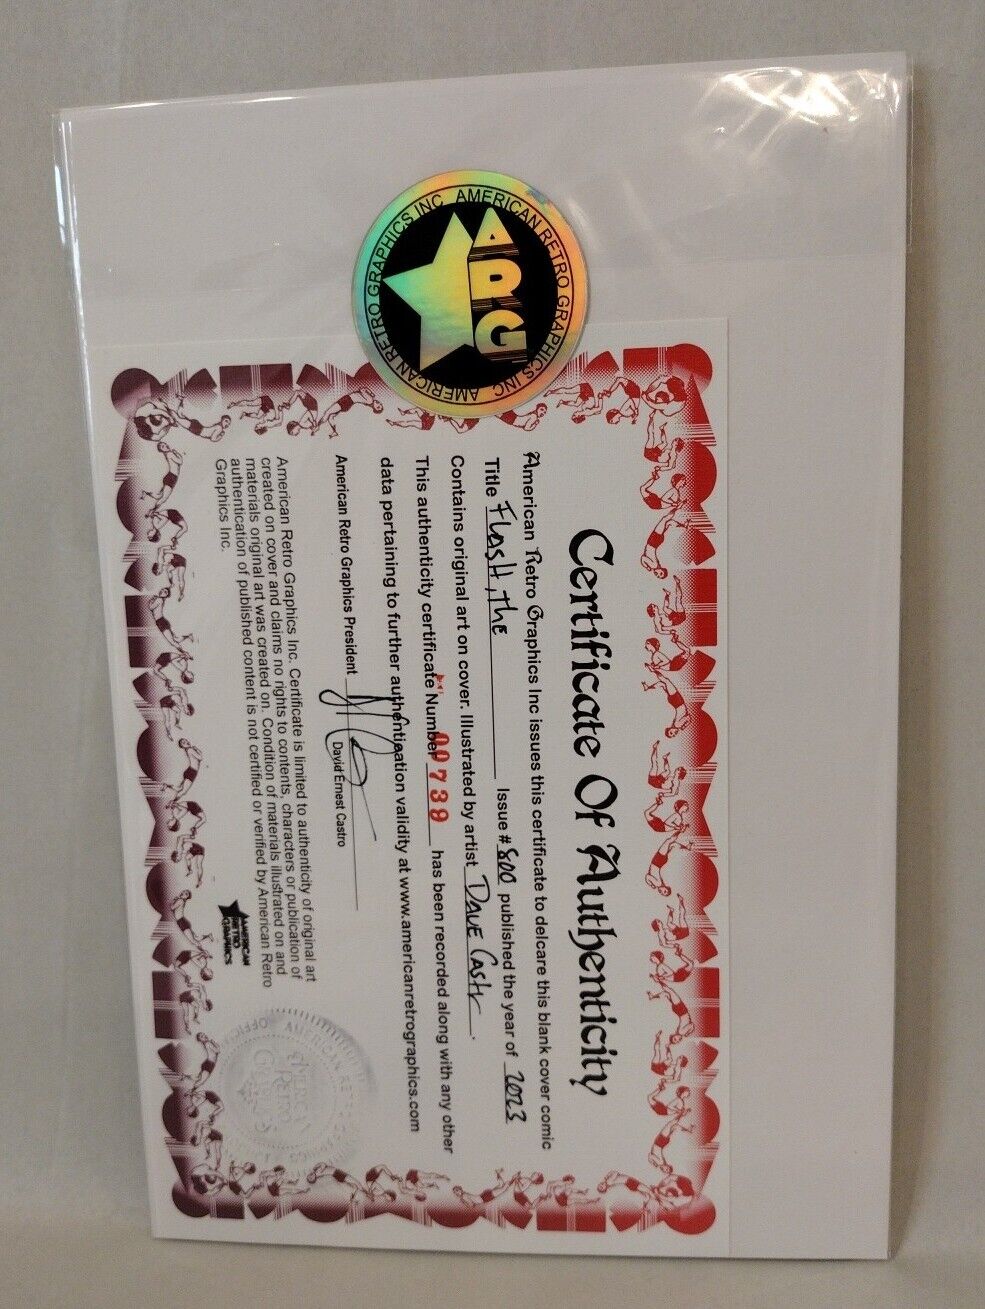 AMERICAN RETRO GRAPHICS INC AMERICAN RETRO GRAPHICS INC
ARG
Certificate Of Authenticity
American Retro Graphics Inc issues this certificate to delcare this blank cover comic
Title Flash, The Issue # 800 published the year of 2023
Contains original art on cover. Illustrated by artist Dave Castr.
This authenticity certificate Number 00739 has been recorded along with any other
data pertaining to further authentication validity at www.americanretrographics.com
American Retro Graphics President
David Ernest Castro
American Retro Graphics Inc. Certificate is limited to authenticity of original art
created on cover and claims no rights to contents, characters or publication of
materials original art was created on. Condition of materials illustrated on and
authentication of published content is not certified or verified by American Retro
Graphics Inc.
AMERICAN
RETRO
GRAPHICS